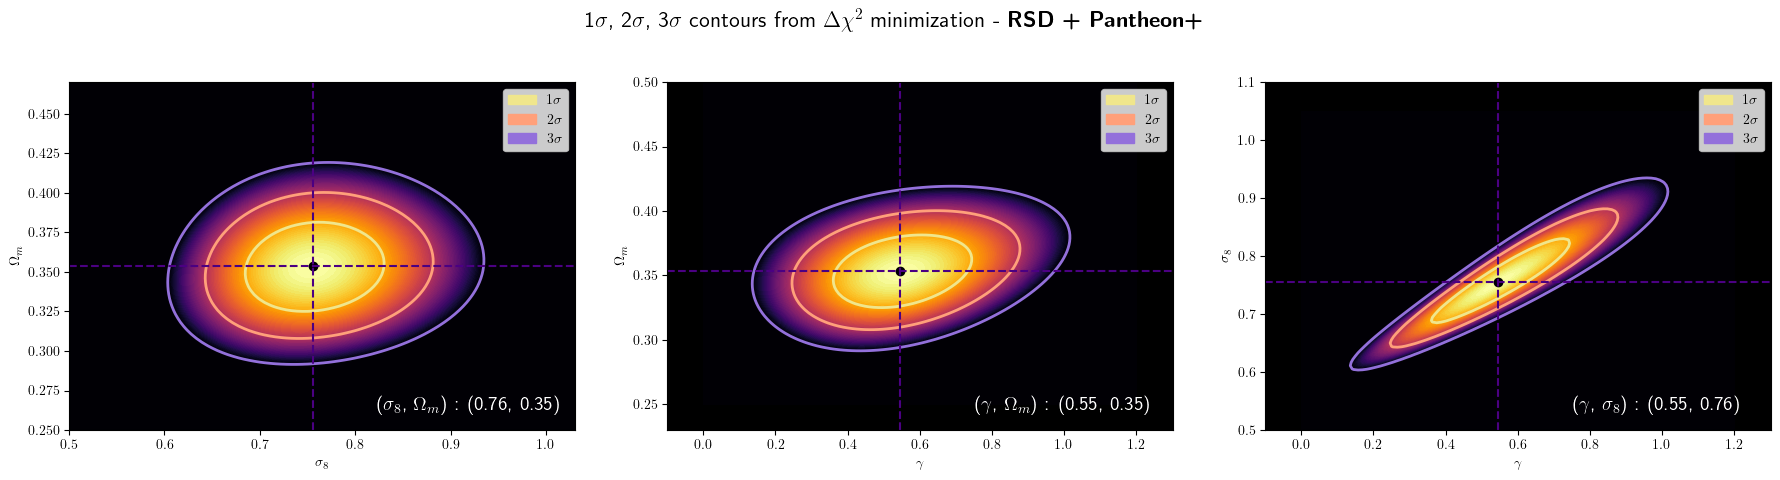 1σ, 2σ, 3σ contours from Δχ² minimization - RSD + Pantheon+
Ω_m
0.450
0.425
0.400
0.375
0.350
0.325
0.300
0.275
0.250
0.5 0.6 0.7 0.8 0.9 1.0
σ₈
1σ
2σ
3σ
(σ₈, Ω_m) : (0.76, 0.35)
Ω_m
0.50
0.45
0.40
0.35
0.30
0.25
0.0 0.2 0.4 0.6 0.8 1.0 1.2
γ
1σ
2σ
3σ
(γ, Ω_m) : (0.55, 0.35)
σ₈
1.1
1.0
0.9
0.8
0.7
0.6
0.5
0.0 0.2 0.4 0.6 0.8 1.0 1.2
γ
1σ
2σ
3σ
(γ, σ₈) : (0.55, 0.76)